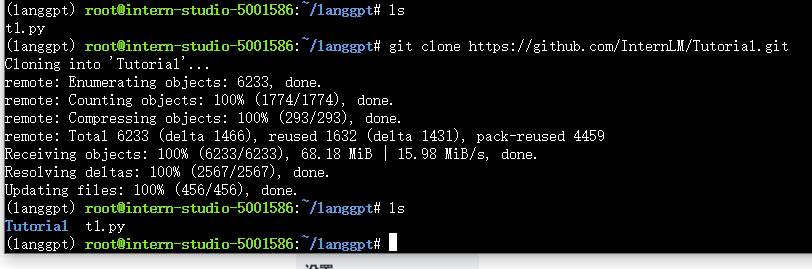 (langgpt) root@intern-studio-5001586:~/langgpt# ls
t1.py
(langgpt) root@intern-studio-5001586:~/langgpt# git clone https://github.com/InternLM/Tutorial.git
Cloning into 'Tutorial'...
remote: Enumerating objects: 6233, done.
remote: Counting objects: 100% (1774/1774), done.
remote: Compressing objects: 100% (293/293), done.
remote: Total 6233 (delta 1466), reused 1632 (delta 1431), pack-reused 4459
Receiving objects: 100% (6233/6233), 68.18 MiB | 15.98 MiB/s, done.
Resolving deltas: 100% (2567/2567), done.
Updating files: 100% (456/456), done.
(langgpt) root@intern-studio-5001586:~/langgpt# ls
Tutorial  t1.py
(langgpt) root@intern-studio-5001586:~/langgpt#